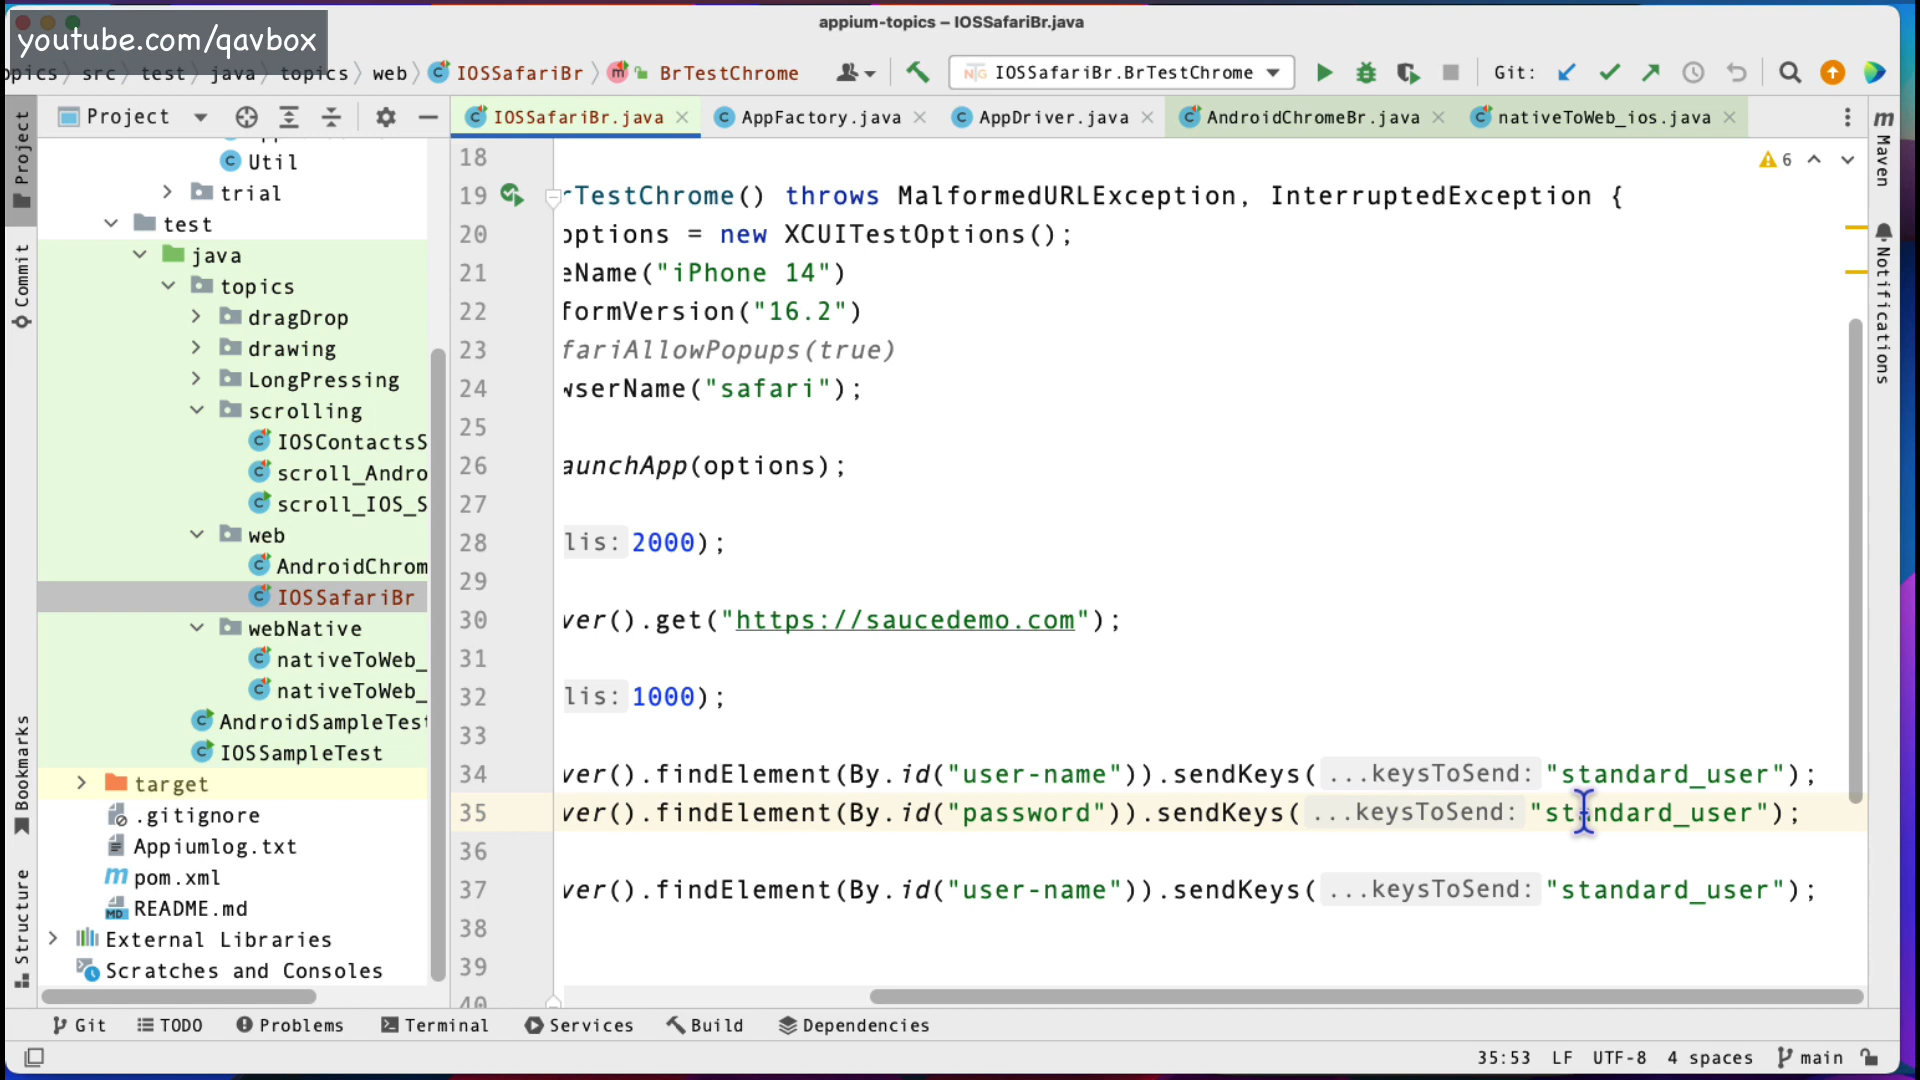 appium-topics – IOSSafariBr.java
youtube.com/qavbox
src test java topics web IOSSafariBr BrTestChrome
IOSSafariBr.BrTestChrome
Git:
Project
IOSSafariBr.java
AppFactory.java
AppDriver.java
AndroidChromeBr.java
nativeToWeb_ios.java
Project
Commit
Bookmarks
Structure
Util
trial
test
java
topics
dragDrop
drawing
LongPressing
scrolling
IOSContactsS
scroll_Andro
scroll_IOS_S
web
AndroidChrom
IOSSafariBr
webNative
nativeToWeb_
nativeToWeb_
AndroidSampleTest
IOSSampleTest
target
.gitignore
Appiumlog.txt
pom.xml
README.md
External Libraries
Scratches and Consoles
6
18
19 rTestChrome() throws MalformedURLException, InterruptedException {
20 options = new XCUITestOptions();
21 eName("iPhone 14")
22 formVersion("16.2")
23 fariAllowPopups(true)
24 wserName("safari");
25
26 aunchApp(options);
27
28 lis: 2000);
29
30 ver().get("https://saucedemo.com");
31
32 lis: 1000);
33
34 ver().findElement(By.id("user-name")).sendKeys( ...keysToSend: "standard_user");
35 ver().findElement(By.id("password")).sendKeys( ...keysToSend: "standard_user");
36
37 ver().findElement(By.id("user-name")).sendKeys( ...keysToSend: "standard_user");
38
39
40
Maven
Notifications
Git TODO Problems Terminal Services Build Dependencies
35:53 LF UTF-8 4 spaces main